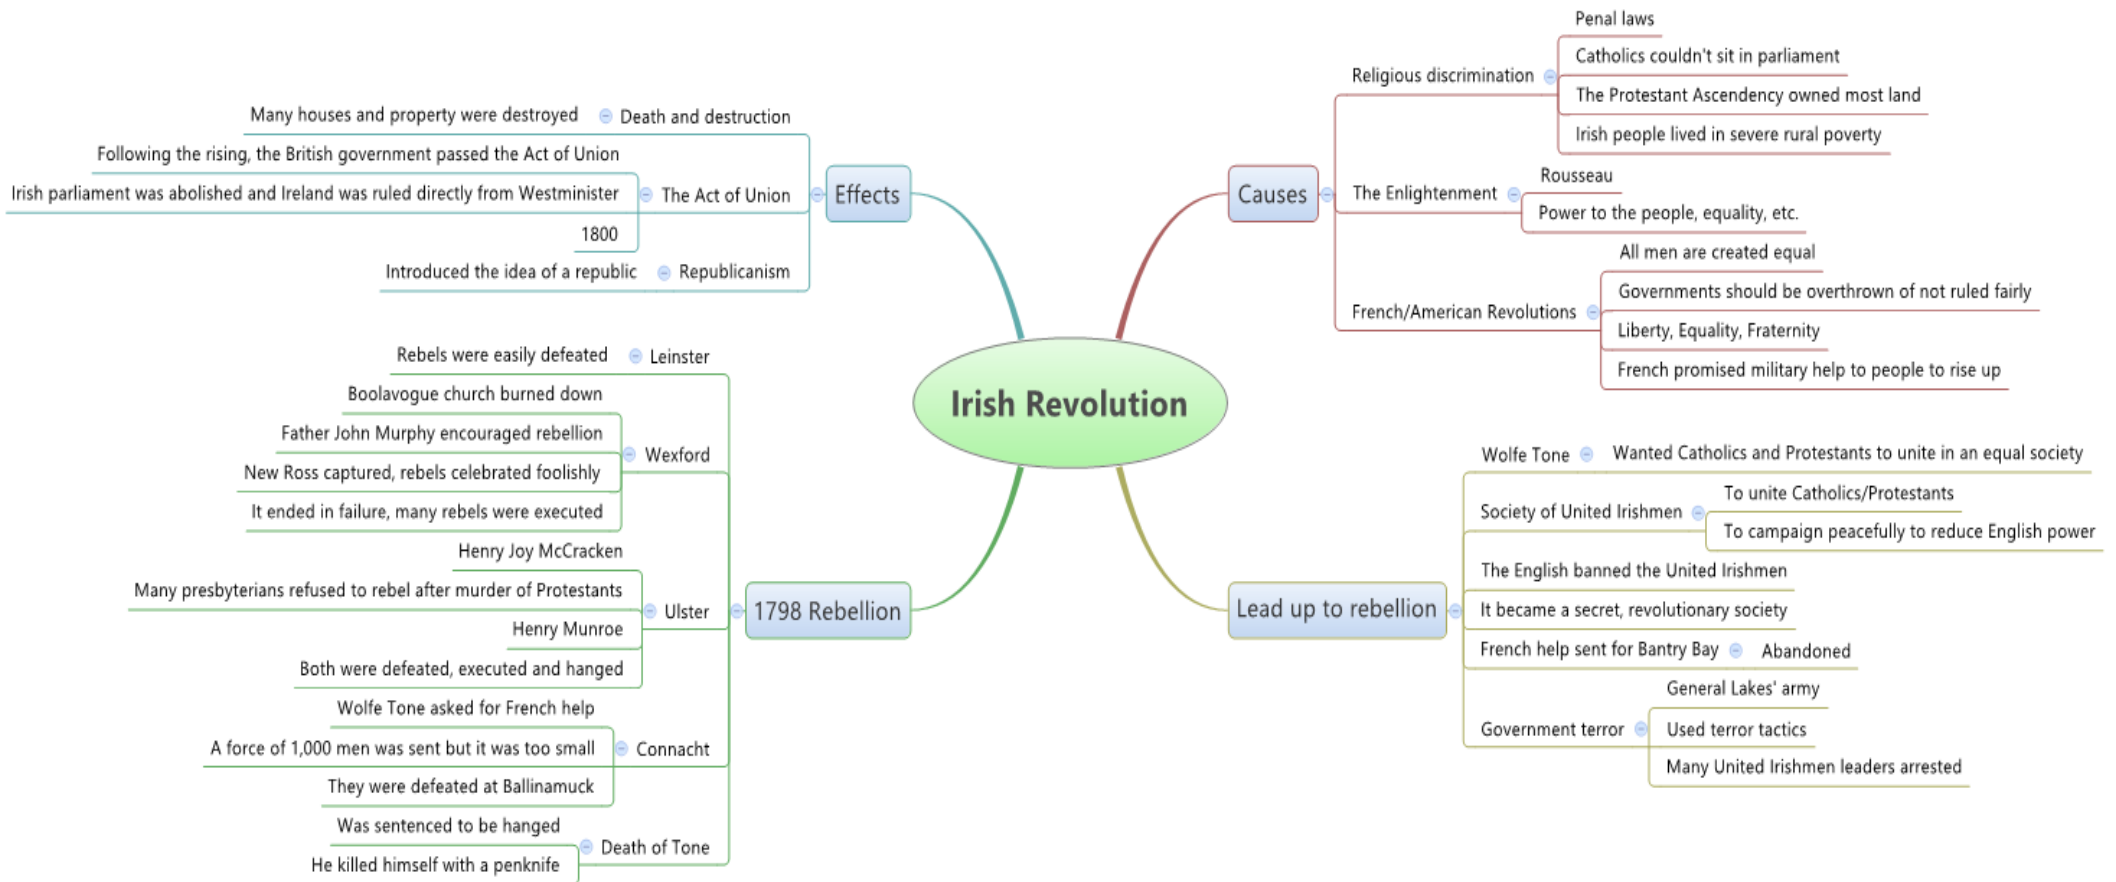 Irish Revolution
Causes
Religious discrimination
Penal laws
Catholics couldn't sit in parliament
The Protestant Ascendency owned most land
Irish people lived in severe rural poverty
The Enlightenment
Rousseau
Power to the people, equality, etc.
French/American Revolutions
All men are created equal
Governments should be overthrown of not ruled fairly
Liberty, Equality, Fraternity
French promised military help to people to rise up
Lead up to rebellion
Wolfe Tone
Wanted Catholics and Protestants to unite in an equal society
Society of United Irishmen
To unite Catholics/Protestants
To campaign peacefully to reduce English power
The English banned the United Irishmen
It became a secret, revolutionary society
French help sent for Bantry Bay
Abandoned
Government terror
General Lakes' army
Used terror tactics
Many United Irishmen leaders arrested
Effects
Death and destruction
Many houses and property were destroyed
The Act of Union
Following the rising, the British government passed the Act of Union
Irish parliament was abolished and Ireland was ruled directly from Westminister
1800
Republicanism
Introduced the idea of a republic
1798 Rebellion
Leinster
Rebels were easily defeated
Wexford
Boolavogue church burned down
Father John Murphy encouraged rebellion
New Ross captured, rebels celebrated foolishly
It ended in failure, many rebels were executed
Ulster
Henry Joy McCracken
Many presbyterians refused to rebel after murder of Protestants
Henry Munroe
Both were defeated, executed and hanged
Connacht
Wolfe Tone asked for French help
A force of 1,000 men was sent but it was too small
They were defeated at Ballinamuck
Death of Tone
Was sentenced to be hanged
He killed himself with a penknife